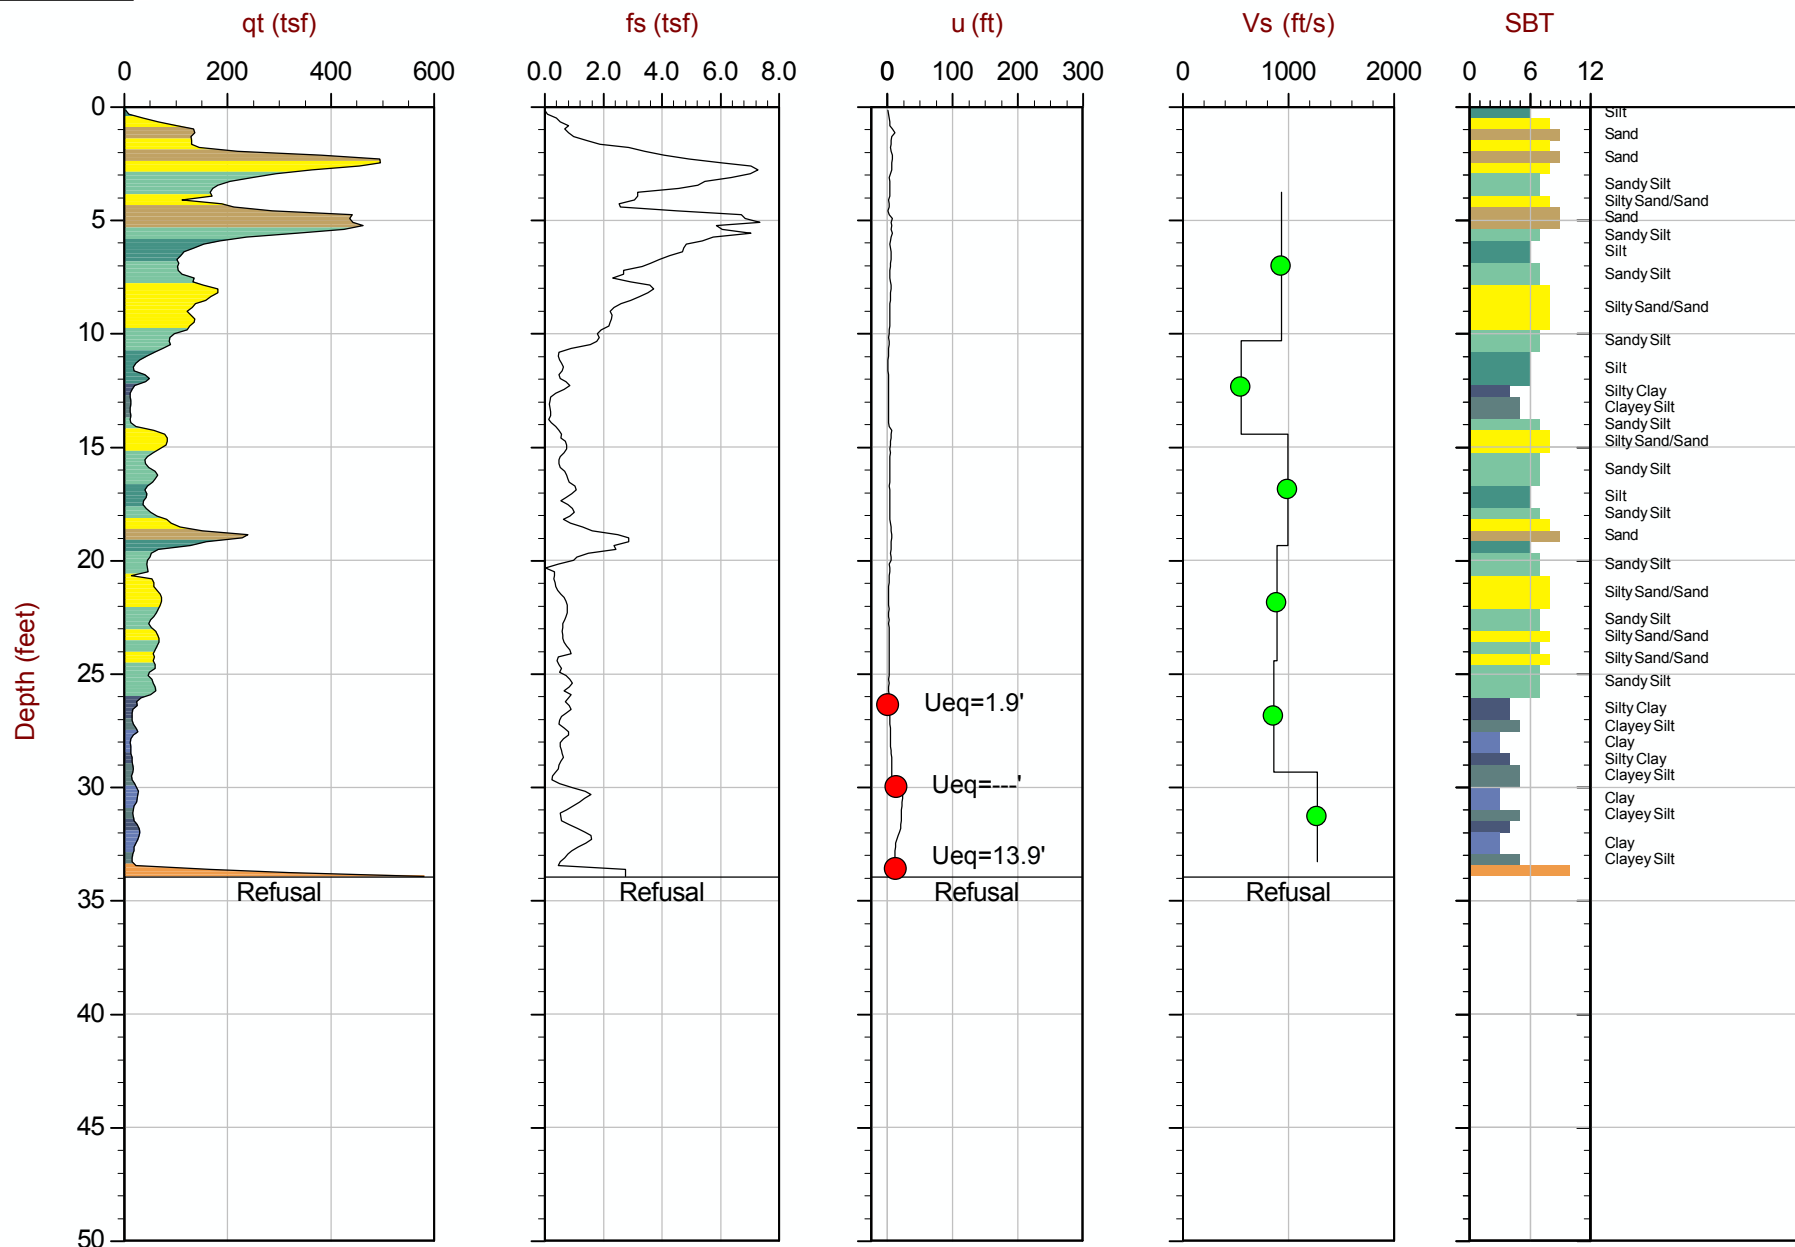 qt (tsf) fs (tsf) u (ft) Vs (ft/s) SBT
0 200 400 600 0.0 2.0 4.0 6.0 8.0 0 100 200 300 0 1000 2000 0 6 12
0
Silt
Sand
Sand
Sandy Silt
Silty Sand/Sand
Sand
5
Sandy Silt
Silt
Sandy Silt
Silty Sand/Sand
10
Sandy Silt
Silt
Silty Clay
Clayey Silt
Sandy Silt
Silty Sand/Sand
15
Sandy Silt
Silt
Sandy Silt
Sand
20
Sandy Silt
Silty Sand/Sand
Sandy Silt
Silty Sand/Sand
Silty Sand/Sand
25
Sandy Silt
Depth (feet)
Ueq=1.9'
Silty Clay
Clayey Silt
Clay
Silty Clay
Clayey Silt
30
Ueq=---'
Clay
Clayey Silt
Clay
Ueq=13.9'
Clayey Silt
Refusal Refusal Refusal Refusal
35
40
45
50